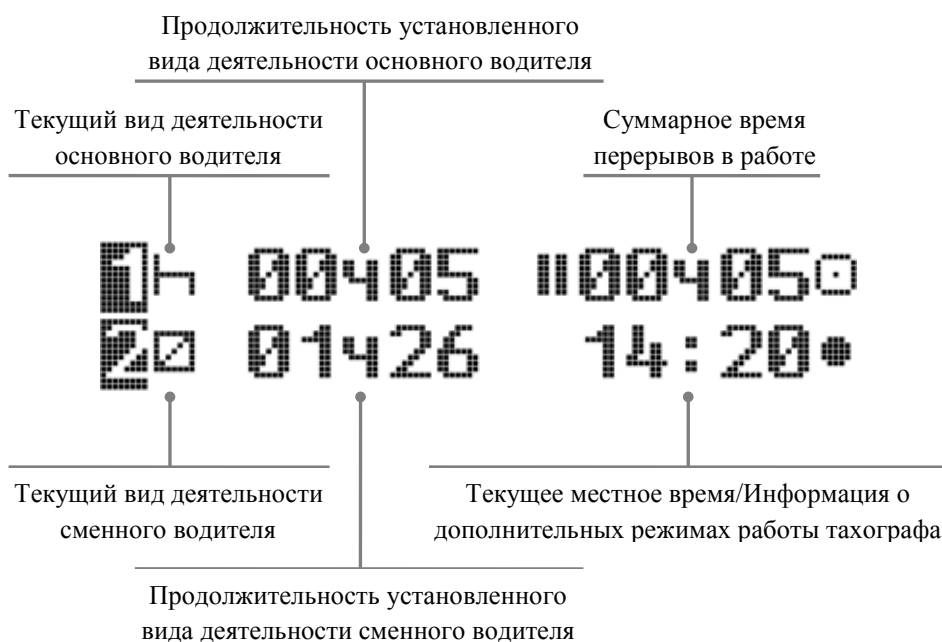 Продолжительность установленного
вида деятельности основного водителя
Текущий вид деятельности
основного водителя
Суммарное время
перерывов в работе
1 00ч05 00ч05
2 01ч26 14:20
Текущий вид деятельности
сменного водителя
Текущее местное время/Информация о
дополнительных режимах работы тахографа
Продолжительность установленного
вида деятельности сменного водителя